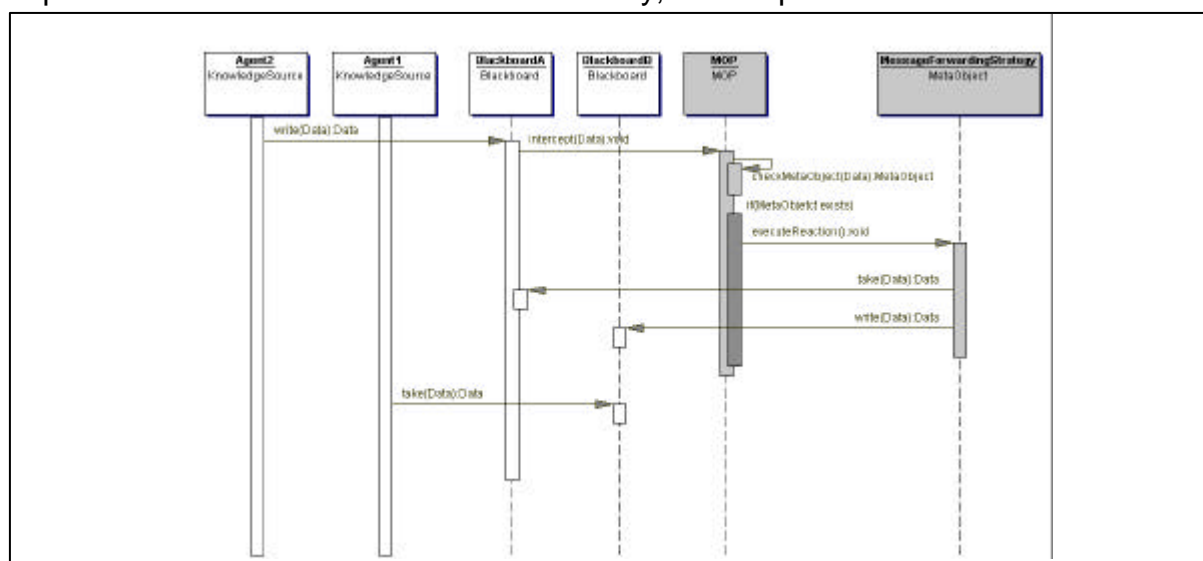 Agent2
KnowledgeSource
Agent1
KnowledgeSource
BlackboardA
Blackboard
BlackboardB
Blackboard
MOP
MOP
MessageForwardingStrategy
MetaObject
write(Data):Data
intercept(Data):void
checkMetaObject(Data):MetaObject
if(MetaObject exists)
executeReaction():void
take(Data):Data
write(Data):Data
take(Data):Data